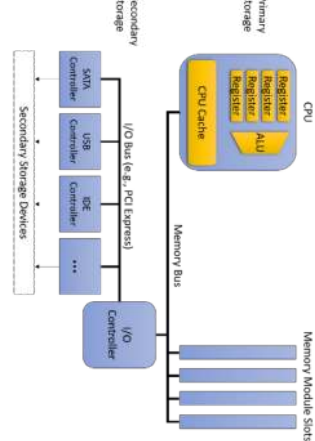 Primary
Storage
CPU
Register
Register
Register
Register
ALU
CPU Cache
Memory Bus
Memory Module Slots
I/O
Controller
I/O Bus (e.g., PCI Express)
Secondary
Storage
SATA
Controller
USB
Controller
IDE
Controller
...
Secondary Storage Devices